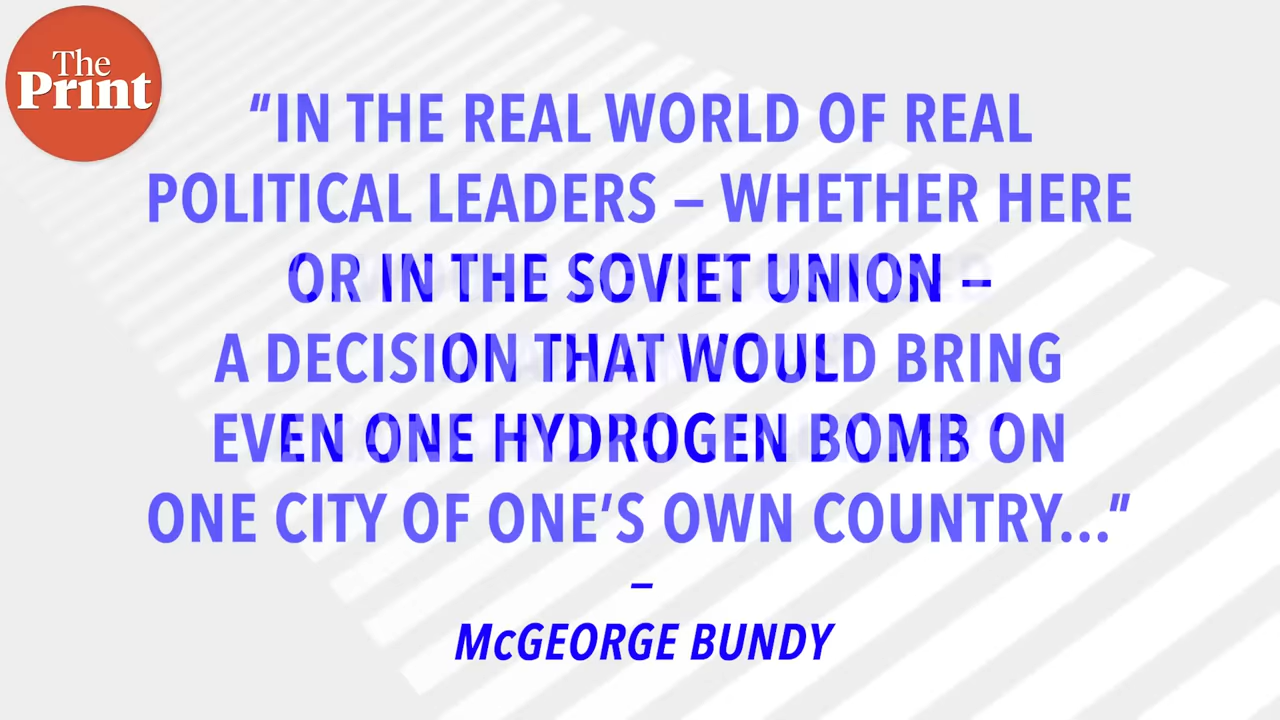 The
Print
“IN THE REAL WORLD OF REAL
POLITICAL LEADERS – WHETHER HERE
OR IN THE SOVIET UNION –
A DECISION THAT WOULD BRING
EVEN ONE HYDROGEN BOMB ON
ONE CITY OF ONE’S OWN COUNTRY...”
–
McGEORGE BUNDY